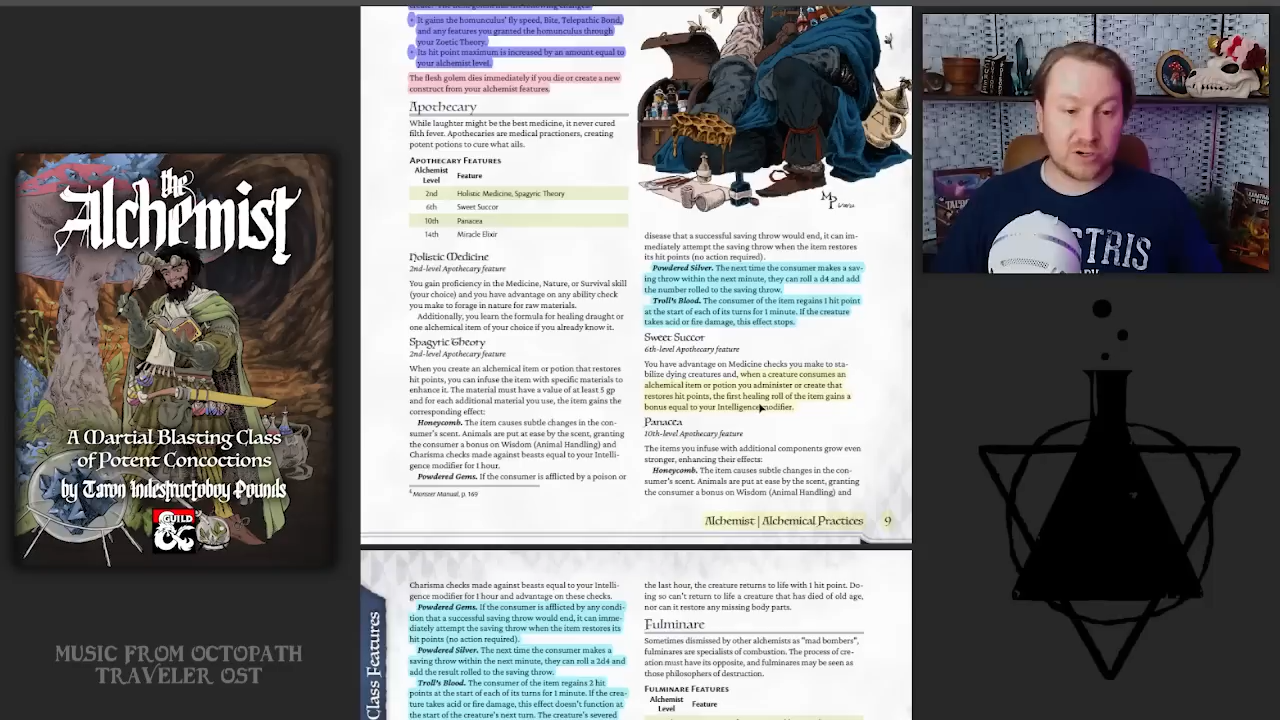 the
Alchemist
A Martial Blasting Class
of Potent Concoctions
by Taron Indestructoboy Pounds
GUILD
MUSIC FROM OCTOPATH
TRAVELER OST
• It gains the homunculus' fly speed, Bite, Telepathic Bond,
and any features you granted the homunculus through
your Zoetic Theory.
• Its hit point maximum is increased by an amount equal to
your alchemist level.
The flesh golem dies immediately if you die or create a new
construct from your alchemist features.
Apothecary
While laughter might be the best medicine, it never cured
filth fever. Apothecaries are medical practioners, creating
potent potions to cure what ails.
Apothecary Features
Alchemist
Level Feature
2nd Holistic Medicine, Spagyric Theory
6th Sweet Succor
10th Panacea
14th Miracle Elixir
Holistic Medicine
2nd-level Apothecary feature
You gain proficiency in the Medicine, Nature, or Survival skill
(your choice) and you have advantage on any ability check
you make to forage in nature for raw materials.
Additionally, you learn the formula for healing draught or
one alchemical item of your choice if you already know it.
Spagyric Theory
2nd-level Apothecary feature
When you create an alchemical item or potion that restores
hit points, you can infuse the item with specific materials to
enhance it. The material must have a value of at least 5 gp
and for each additional material you use, the item gains the
corresponding effect:
Honeycomb. The item causes subtle changes in the con-
sumer's scent. Animals are put at ease by the scent, granting
the consumer a bonus on Wisdom (Animal Handling) and
Charisma checks made against beasts equal to your Intelli-
gence modifier for 1 hour.
Powdered Gems. If the consumer is afflicted by a poison or
Monster Manual, p. 169
MP
disease that a successful saving throw would end, it can im-
mediately attempt the saving throw when the item restores
its hit points (no action required).
Powdered Silver. The next time the consumer makes a sav-
ing throw within the next minute, they can roll a d4 and add
the number rolled to the saving throw.
Troll's Blood. The consumer of the item regains 1 hit point
at the start of each of its turns for 1 minute. If the creature
takes acid or fire damage, this effect stops.
Sweet Succor
6th-level Apothecary feature
You have advantage on Medicine checks you make to sta-
bilize dying creatures and, when a creature consumes an
alchemical item or potion you administer or create that
restores hit points, the first healing roll of the item gains a
bonus equal to your Intelligence modifier.
Panacea
10th-level Apothecary feature
The items you infuse with additional components grow even
stronger, enhancing their effects:
Honeycomb. The item causes subtle changes in the con-
sumer's scent. Animals are put at ease by the scent, granting
the consumer a bonus on Wisdom (Animal Handling) and
Alchemist | Alchemical Practices 9
Class Features
Charisma checks made against beasts equal to your Intelli-
gence modifier for 1 hour and advantage on these checks.
Powdered Gems. If the consumer is afflicted by any condi-
tion that a successful saving throw would end, it can imme-
diately attempt the saving throw when the item restores its
hit points (no action required).
Powdered Silver. The next time the consumer makes a
saving throw within the next minute, they can roll a 2d4 and
add the result rolled to the saving throw.
Troll's Blood. The consumer of the item regains 2 hit
points at the start of each of its turns for 1 minute. If the crea-
ture takes acid or fire damage, this effect doesn't function at
the start of the creature's next turn. The creature's severed
the last hour, the creature returns to life with 1 hit point. Do-
ing so can't return to life a creature that has died of old age,
nor can it restore any missing body parts.
Fulminare
Sometimes dismissed by other alchemists as "mad bombers",
fulminares are specialists of combustion. The process of cre-
ation must have its opposite, and fulminares may be seen as
those philosophers of destruction.
Fulminare Features
Alchemist
Level Feature